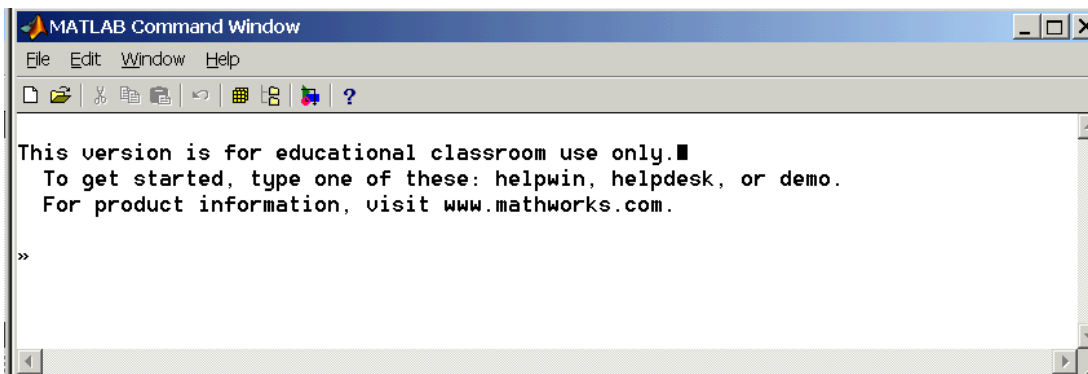 MATLAB Command Window
File Edit Window Help
?
This version is for educational classroom use only.
To get started, type one of these: helpwin, helpdesk, or demo.
For product information, visit www.mathworks.com.
»